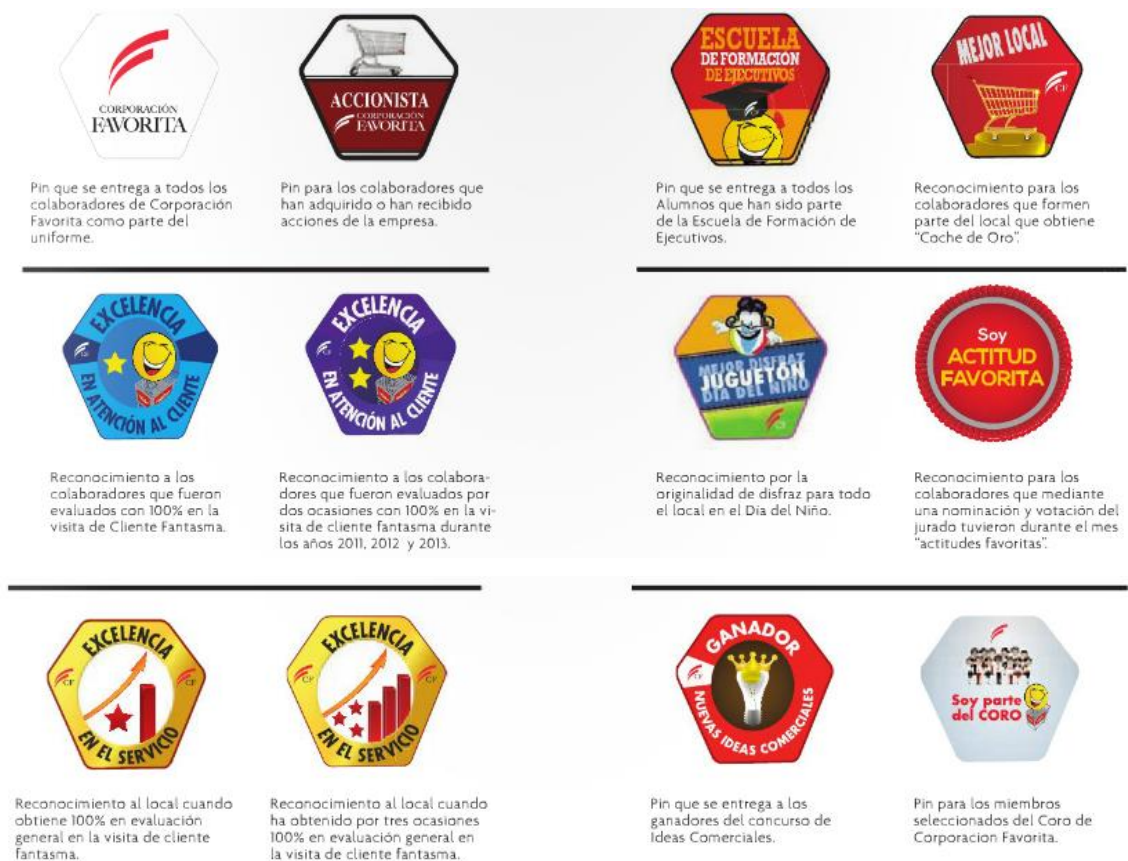 CORPORACIÓN
FAVORITA
Pin que se entrega a todos los
colaboradores de Corporación
Favorita como parte del
uniforme.
ACCIONISTA
CORPORACIÓN
FAVORITA
Pin para los colaboradores que
han adquirido o han recibido
acciones de la empresa.
ESCUELA
DE FORMACIÓN
DE EJECUTIVOS
CF
Pin que se entrega a todos los
Alumnos que han sido parte
de la Escuela de Formación de
Ejecutivos.
MEJOR LOCAL
CF
Reconocimiento para los
colaboradores que formen
parte del local que obtiene
"Coche de Oro".
EXCELENCIA
CF
EN ATENCIÓN AL CLIENTE
Reconocimiento a los
colaboradores que fueron
evaluados con 100% en la
visita de Cliente Fantasma.
EXCELENCIA
CF
EN ATENCIÓN AL CLIENTE
Reconocimiento a los colabora-
dores que fueron evaluados por
dos ocasiones con 100% en la vi-
sita de cliente fantasma durante
los años 2011, 2012 y 2013.
MEJOR DISFRAZ
JUGUETÓN
DIA DEL NIÑO
CF
Reconocimiento por la
originalidad de disfraz para todo
el local en el Día del Niño.
Soy
ACTITUD
FAVORITA
Reconocimiento para los
colaboradores que mediante
una nominación y votación del
jurado tuvieron durante el mes
"actitudes favoritas".
EXCELENCIA
CF CF
EN EL SERVICIO
Reconocimiento al local cuando
obtiene 100% en evaluación
general en la visita de cliente
fantasma.
EXCELENCIA
CF CF
EN EL SERVICIO
Reconocimiento al local cuando
ha obtenido por tres ocasiones
100% en evaluación general en
la visita de cliente fantasma.
GANADOR
CF
NUEVAS IDEAS COMERCIALES
Pin que se entrega a los
ganadores del concurso de
Ideas Comerciales.
Soy parte
del CORO
Pin para los miembros
seleccionados del Coro de
Corporacion Favorita.